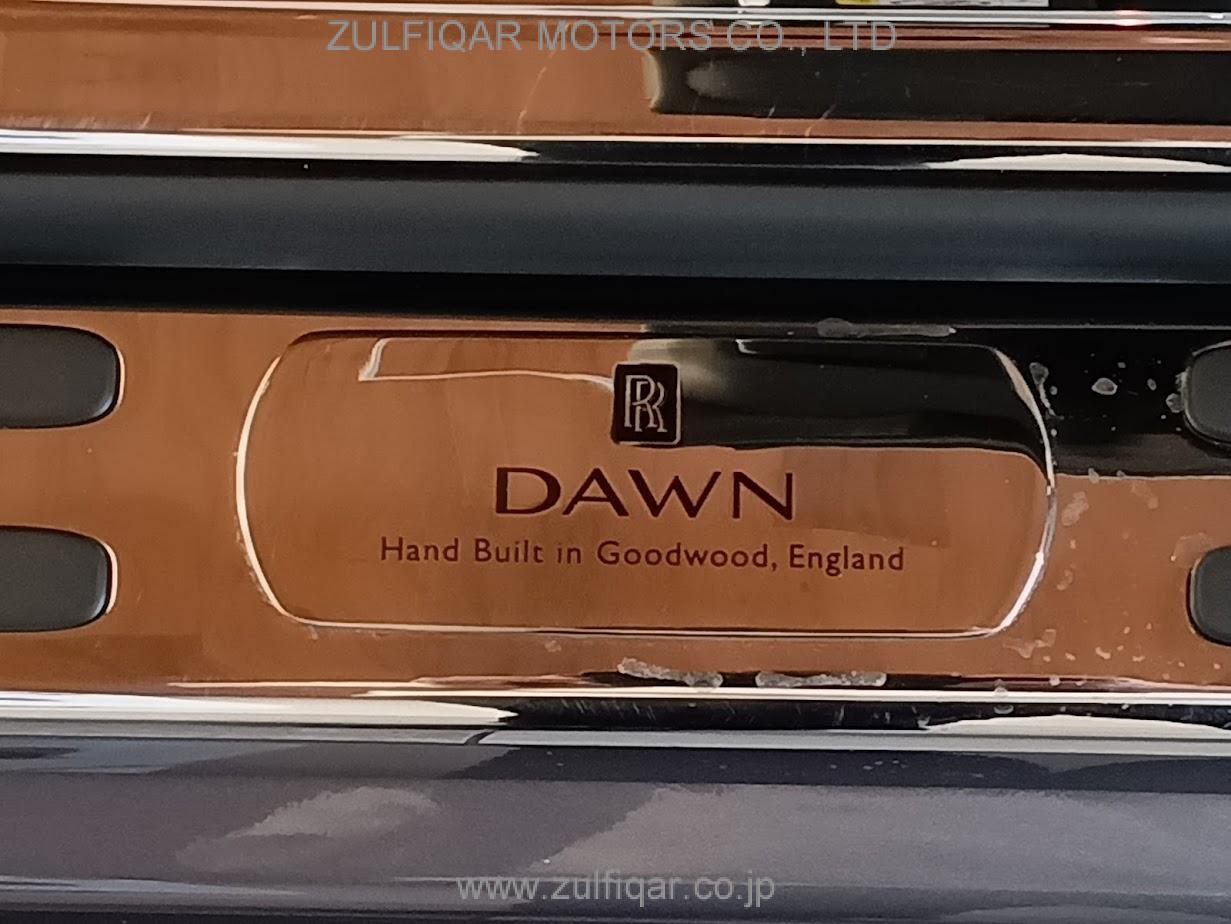 ZULFIQAR MOTORS CO., LTD
RR
DAWN
Hand Built in Goodwood, England
www.zulfiqar.co.jp